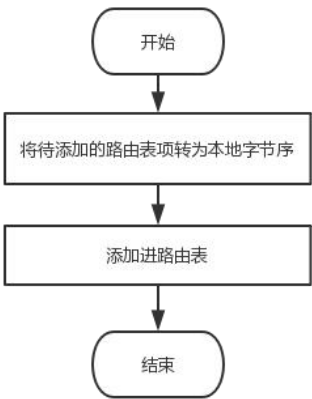 开始
将待添加的路由表项转为本地字节序
添加进路由表
结束